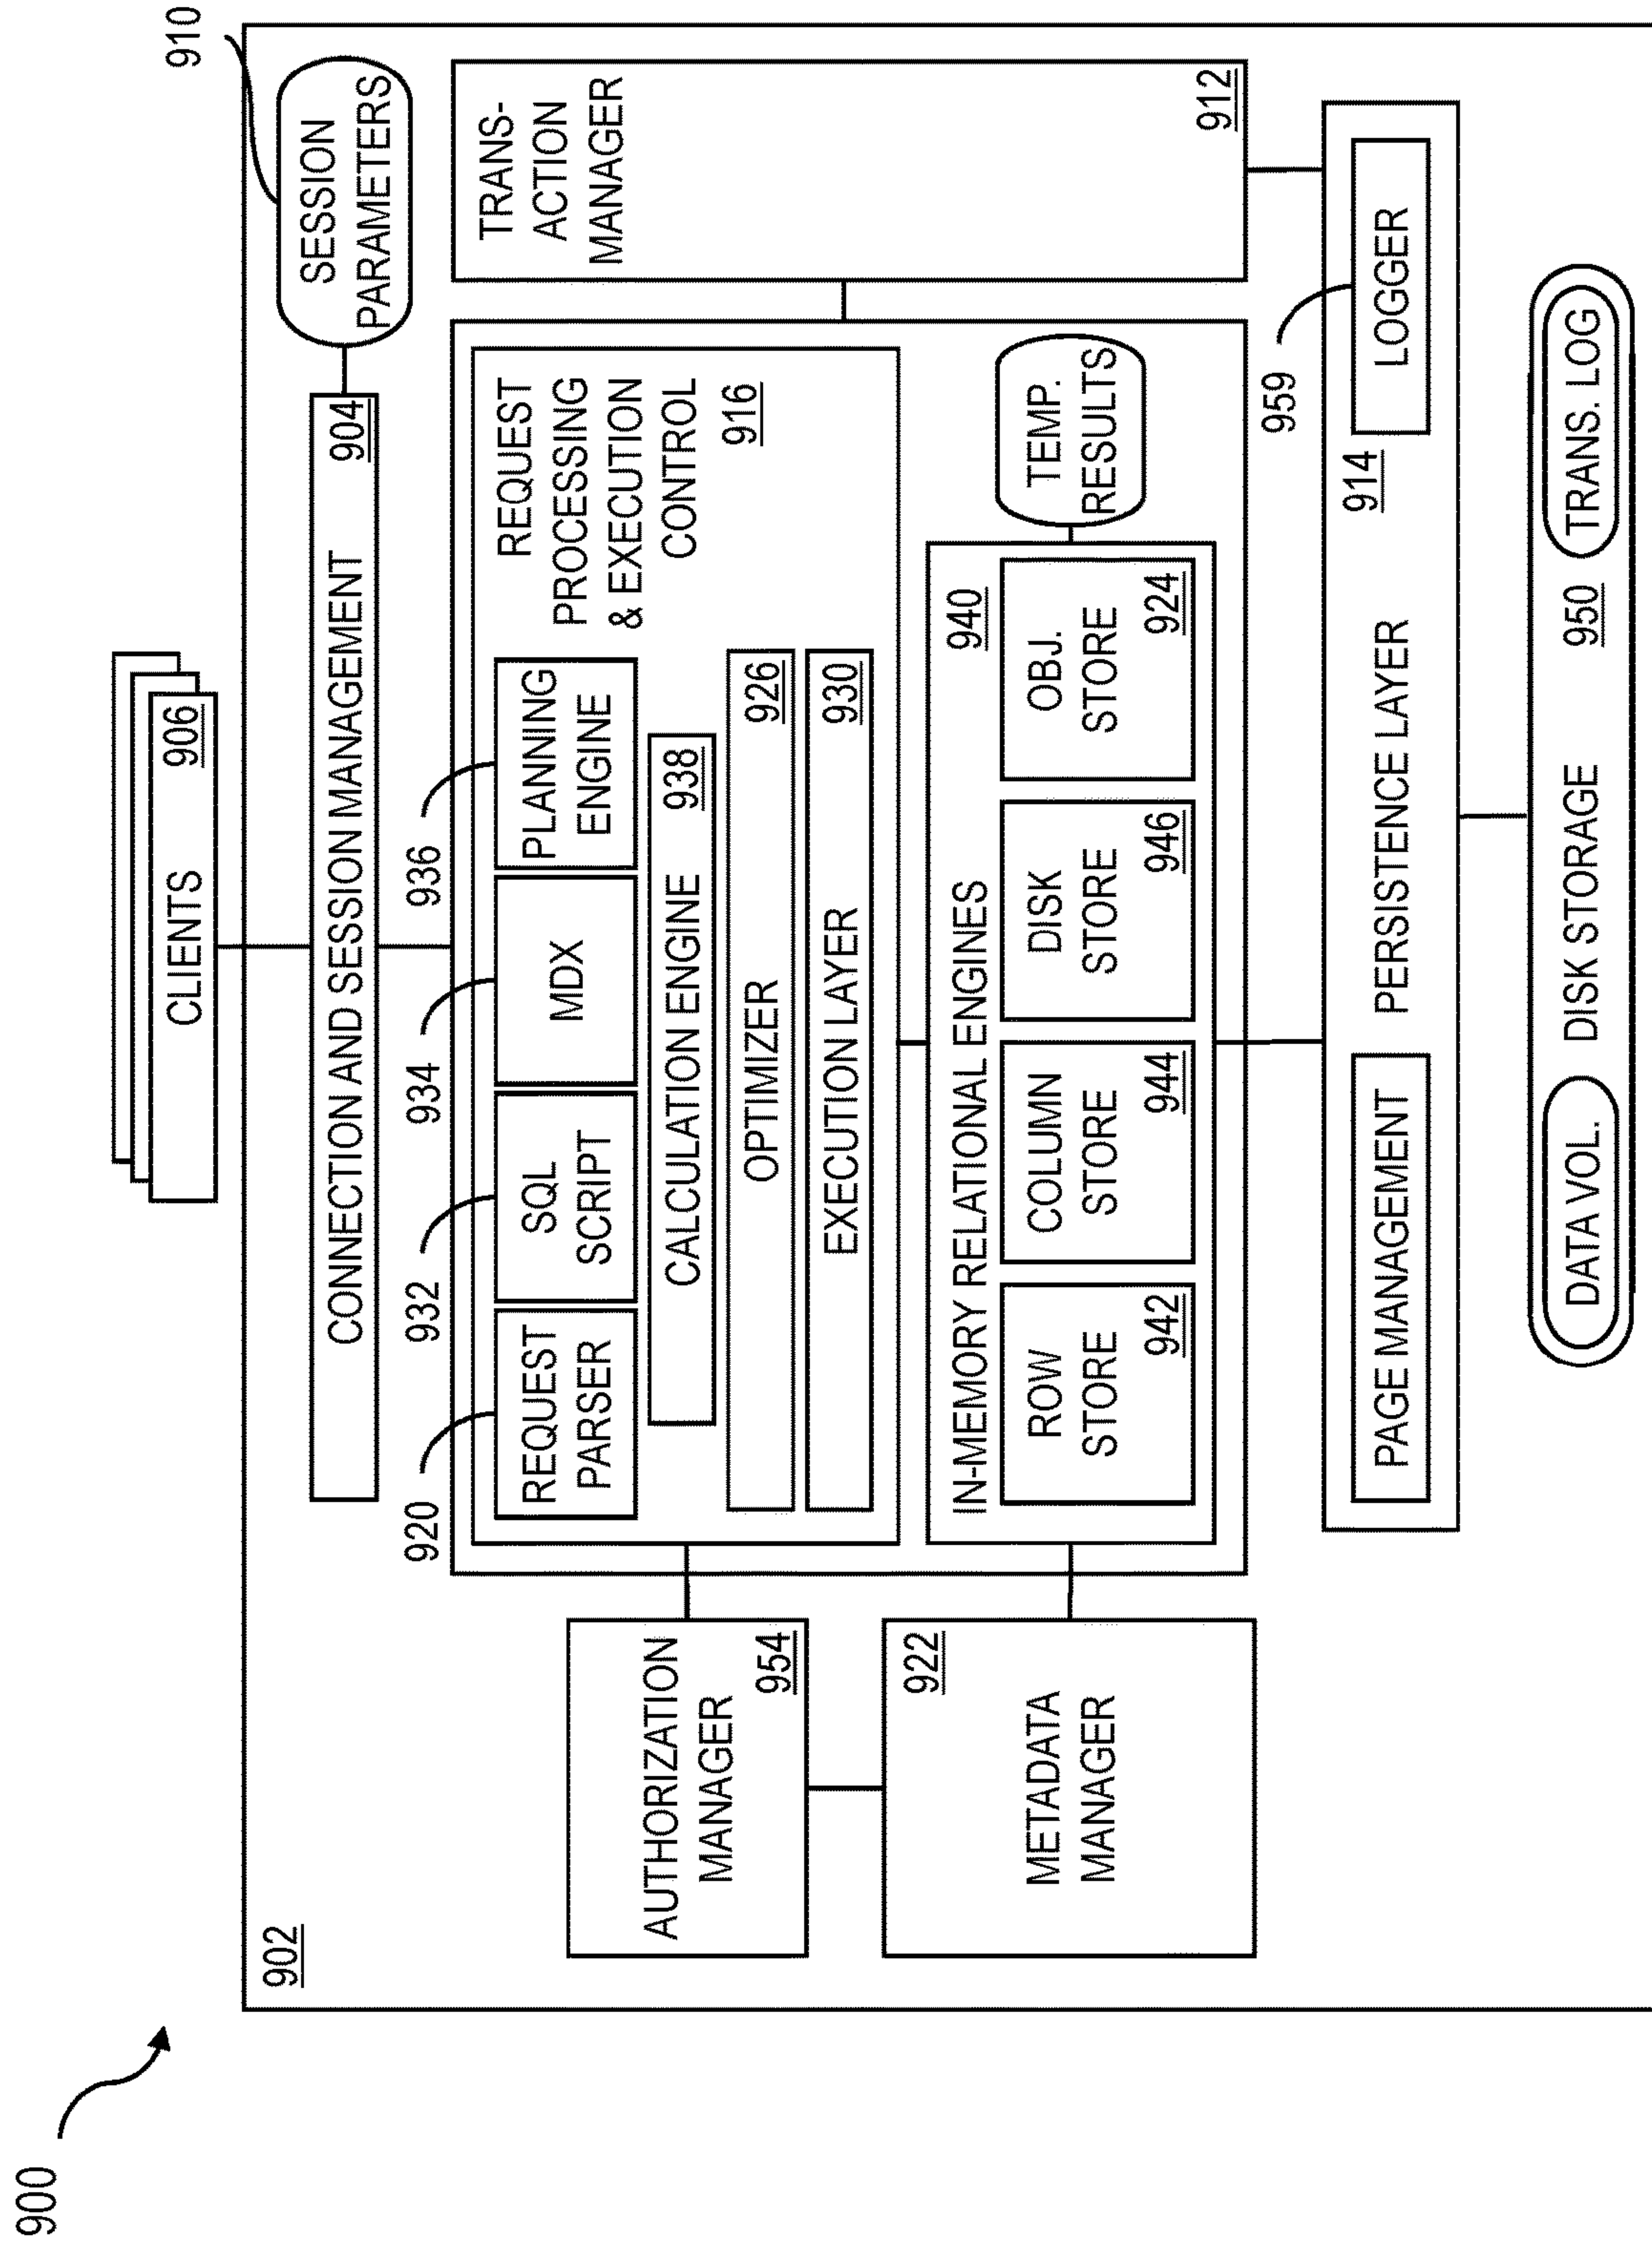 900
902
CLIENTS 906
910
CONNECTION AND SESSION MANAGEMENT 904
SESSION
PARAMETERS
920
932
934
936
REQUEST
PARSER
SQL
SCRIPT
MDX
PLANNING
ENGINE
REQUEST
PROCESSING
& EXECUTION
CONTROL
916
CALCULATION ENGINE 938
OPTIMIZER 926
EXECUTION LAYER 930
TRANS-
ACTION
MANAGER
912
AUTHORIZATION
MANAGER
954
METADATA
MANAGER
922
IN-MEMORY RELATIONAL ENGINES 940
ROW
STORE
942
COLUMN
STORE
944
DISK
STORE
946
OBJ.
STORE
924
TEMP.
RESULTS
959
PAGE MANAGEMENT
PERSISTENCE LAYER
914
LOGGER
DATA VOL.
DISK STORAGE 950
TRANS. LOG